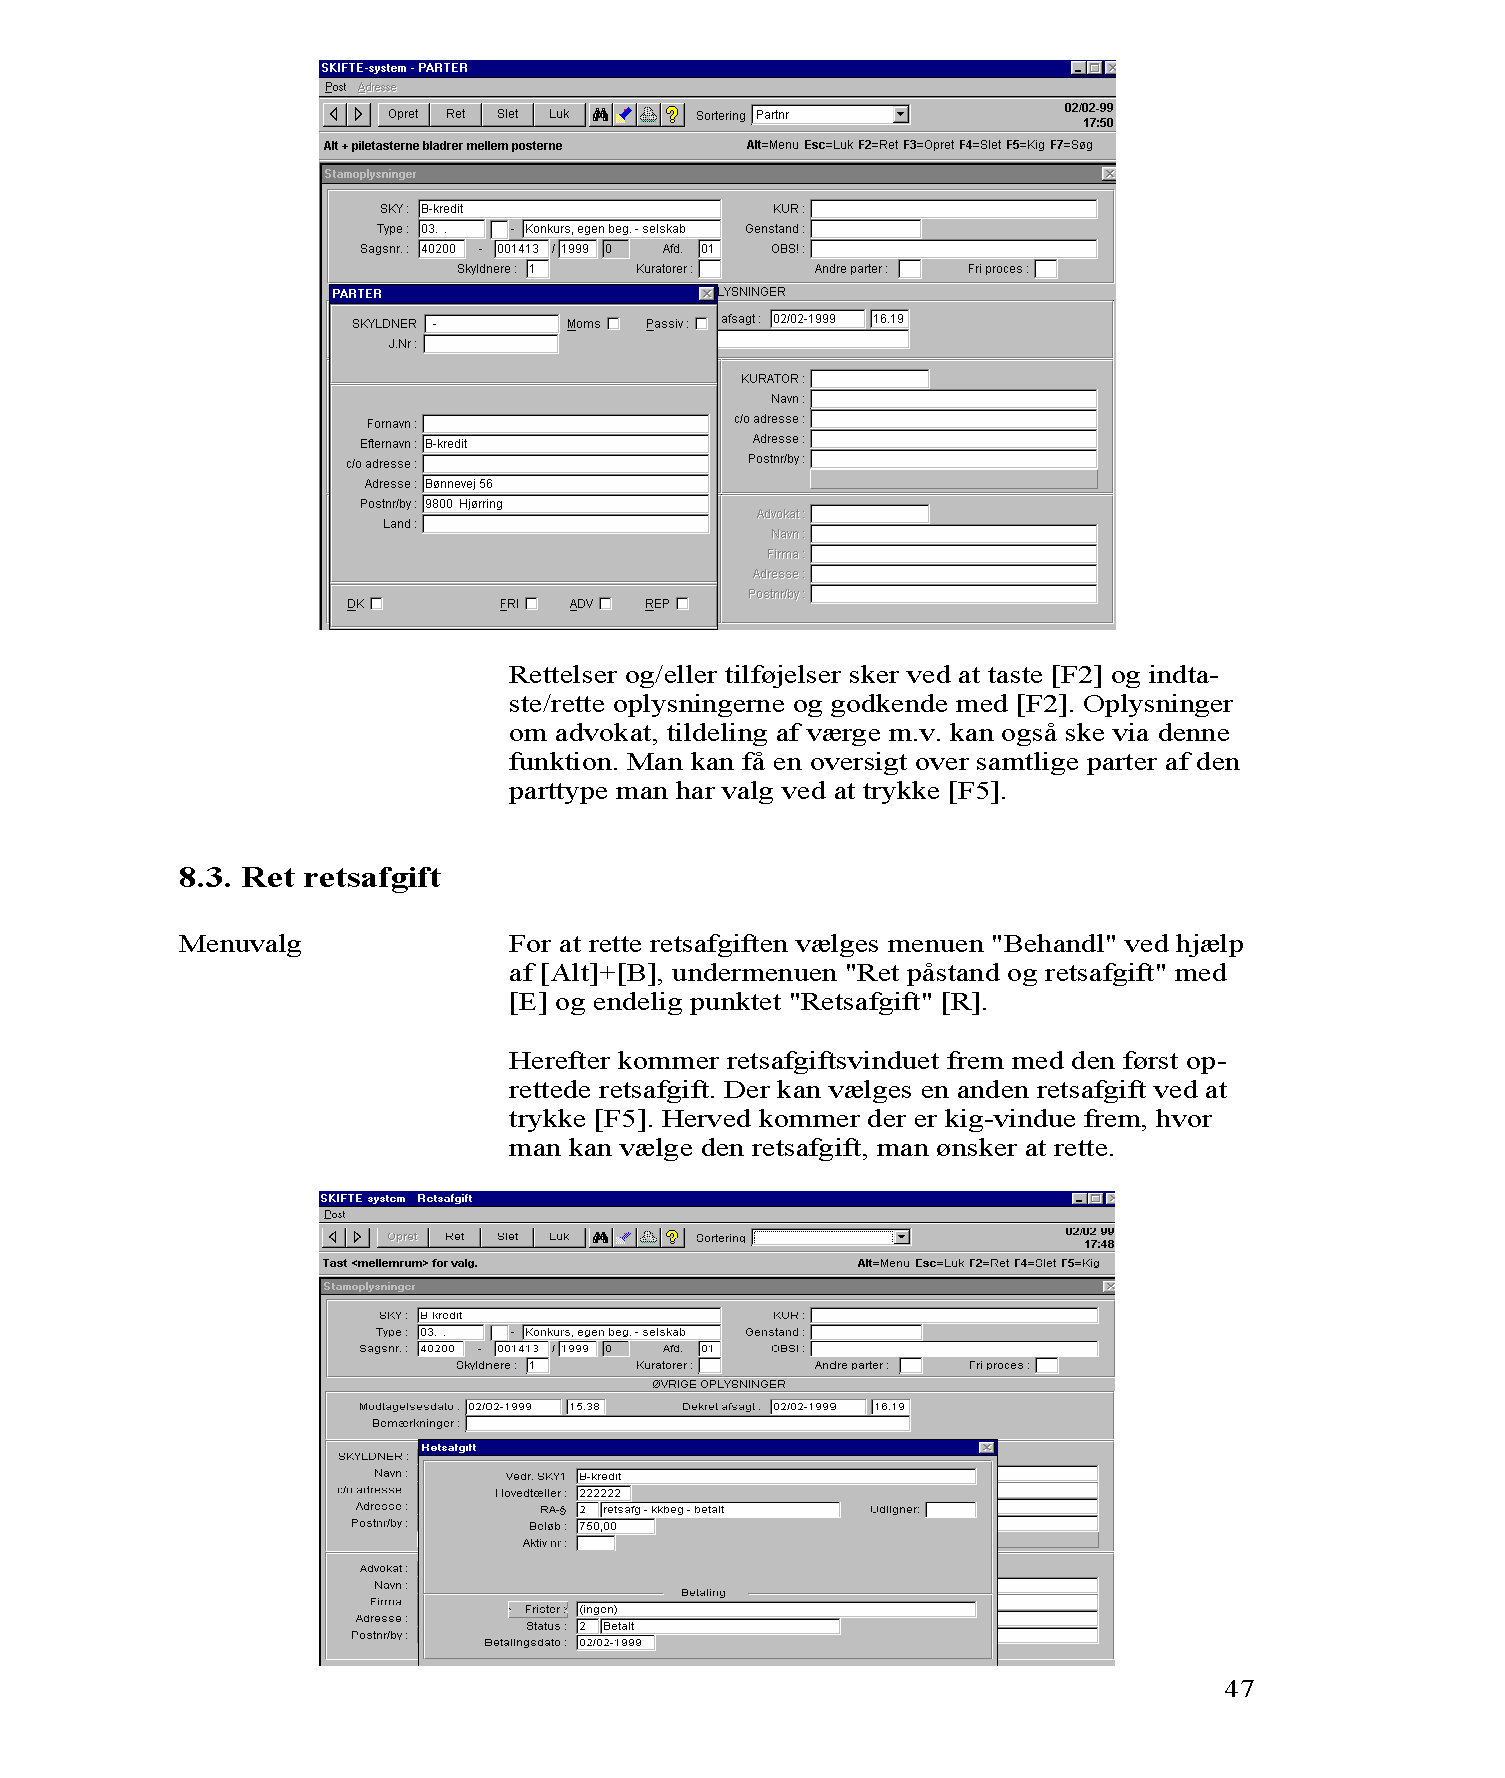 SKIFTE-system - PARTER
Post Adresse
Opret Ret Slet Luk Sortering Partnr 02/02-99
17:50
Alt + piletasterne bladrer mellem posterne Alt=Menu Esc=Luk F2=Ret F3=Opret F4=Slet F5=Kig F7=Søg
Stamoplysninger
SKY : B-kredit KUR :
Type : 03. . - Konkurs, egen beg. - selskab Genstand :
Sagsnr. : 40200 - 001413 / 1999 0 Afd. 01 OBS! :
Skyldnere : 1 Kuratorer : Andre parter : Fri proces :
PARTER LYSNINGER
SKYLDNER - Moms Passiv : afsagt : 02/02-1999 16.19
J.Nr :
KURATOR :
Navn :
Fornavn : c/o adresse :
Efternavn : B-kredit Adresse :
c/o adresse : Postnr/by :
Adresse : Bønnevej 56
Postnr/by : 9800 Hjørring Advokat :
Land : Navn :
Firma :
Adresse :
Postnr/by :
DK FRI ADV REP
Rettelser og/eller tilføjelser sker ved at taste [F2] og indta-
ste/rette oplysningerne og godkende med [F2]. Oplysninger
om advokat, tildeling af værge m.v. kan også ske via denne
funktion. Man kan få en oversigt over samtlige parter af den
parttype man har valg ved at trykke [F5].
8.3. Ret retsafgift
Menuvalg For at rette retsafgiften vælges menuen "Behandl" ved hjælp
af [Alt]+[B], undermenuen "Ret påstand og retsafgift" med
[E] og endelig punktet "Retsafgift" [R].
Herefter kommer retsafgiftsvinduet frem med den først op-
rettede retsafgift. Der kan vælges en anden retsafgift ved at
trykke [F5]. Herved kommer der er kig-vindue frem, hvor
man kan vælge den retsafgift, man ønsker at rette.
SKIFTE system Retsafgift
Post
Opret Ret Slet Luk Sortering 02/02 99
17:48
Tast <mellemrum> for valg. Alt=Menu Esc=Luk F2=Ret F4=Slet F5=Kig
Stamoplysninger
SKY : B kredit KUR :
Type : 03. . - Konkurs, egen beg. - selskab Genstand :
Sagsnr. : 40200 - 001413 / 1999 0 Afd. 01 OBS! :
Skyldnere : 1 Kuratorer : Andre parter : Fri proces :
ØVRIGE OPLYSNINGER
Modtagelsesdato : 02/02-1999 15.38 Dekret afsagt : 02/02-1999 16.19
Bemærkninger :
SKYLDNER : Retsafgift
Navn : Vedr. SKY1 B-kredit
c/o adresse Hovedtæller : 222222
Adresse : RA-§ 2 retsafg - kkbeg - betalt Udligner:
Postnr/by : Beløb : 750,00
Aktiv nr :
Advokat :
Navn : Betaling
Firma Frister : (ingen)
Adresse : Status : 2 Betalt
Postnr/by : Betalingsdato : 02/02-1999
47